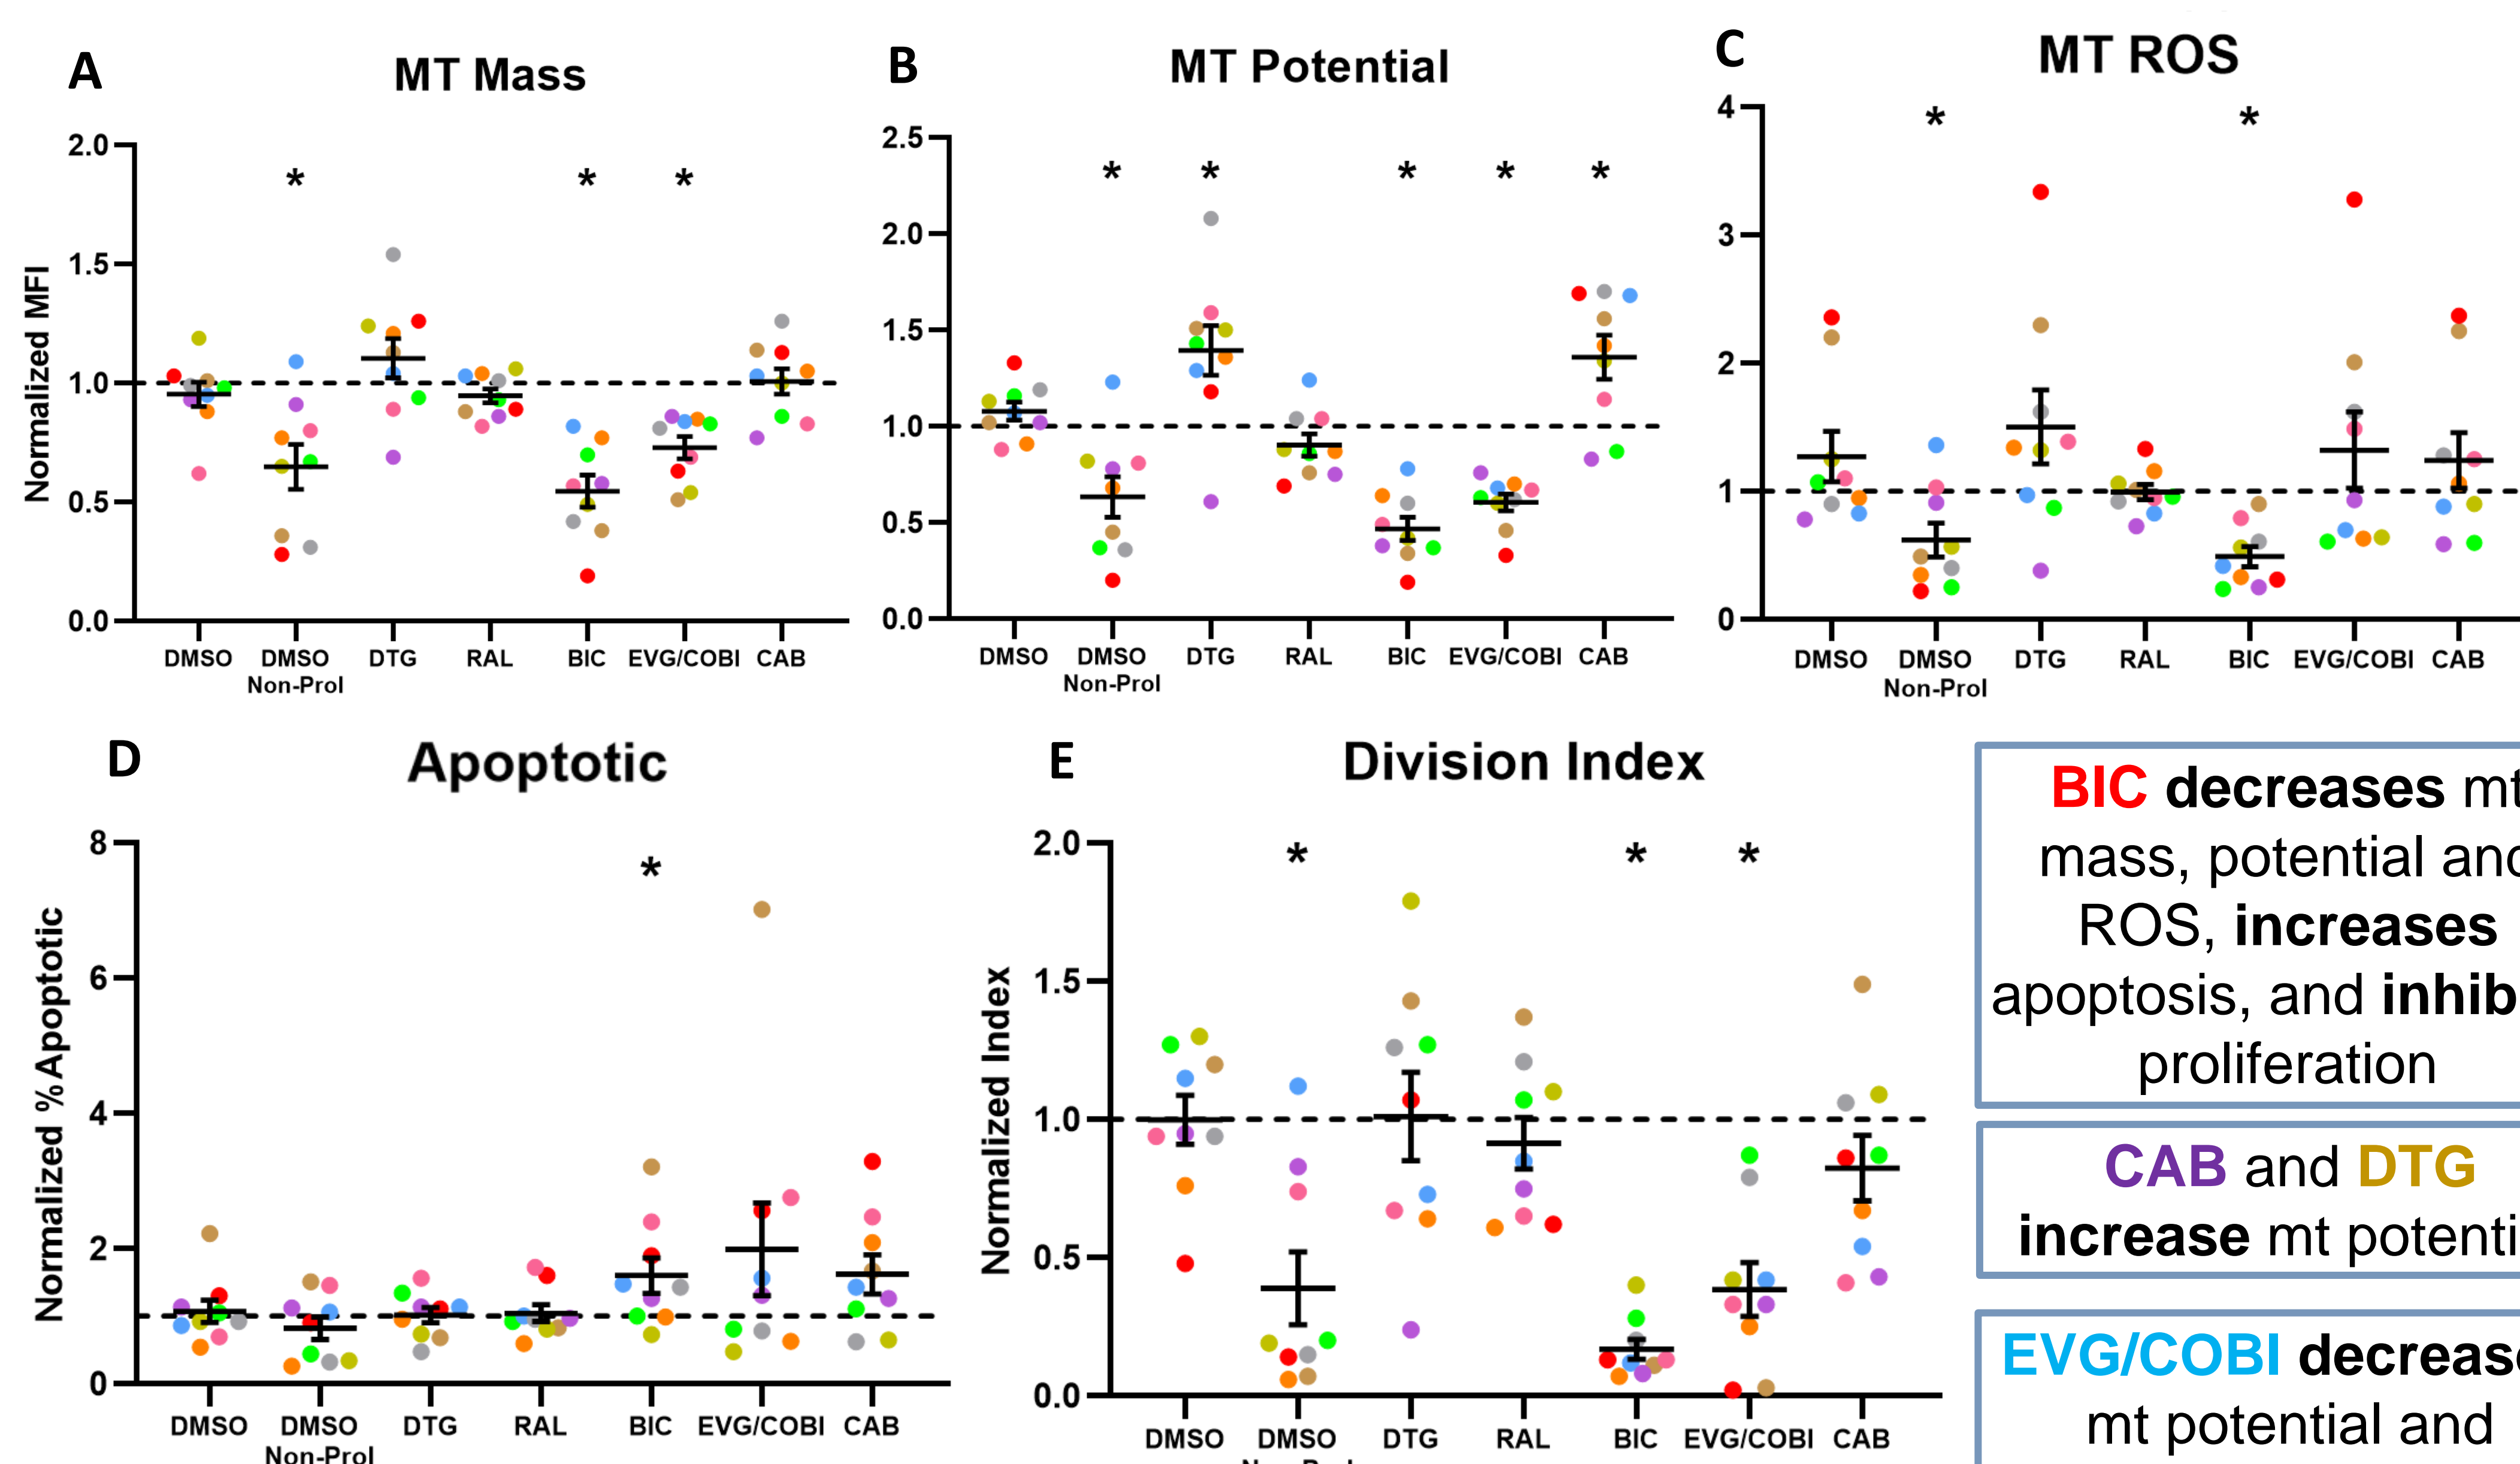 A
MT Mass
Normalized MFI
2.0
1.5
1.0
0.5
0.0
* * *
DMSO DMSO DTG RAL BIC EVG/COBI CAB
Non-Prol
B
MT Potential
2.5
2.0
1.5
1.0
0.5
0.0
* * * * *
DMSO DMSO DTG RAL BIC EVG/COBI CAB
Non-Prol
C
MT ROS
4
3
2
1
0
* *
DMSO DMSO DTG RAL BIC EVG/COBI CAB
Non-Prol
D
Apoptotic
Normalized % Apoptotic
8
6
4
2
0
*
DMSO DMSO DTG RAL BIC EVG/COBI CAB
Non-Prol
E
Division Index
Normalized Index
2.0
1.5
1.0
0.5
0.0
* * *
DMSO DMSO DTG RAL BIC EVG/COBI CAB
BIC decreases mt
mass, potential and
ROS, increases
apoptosis, and inhib
proliferation
CAB and DTG
increase mt potenti
EVG/COBI decreas
mt potential and